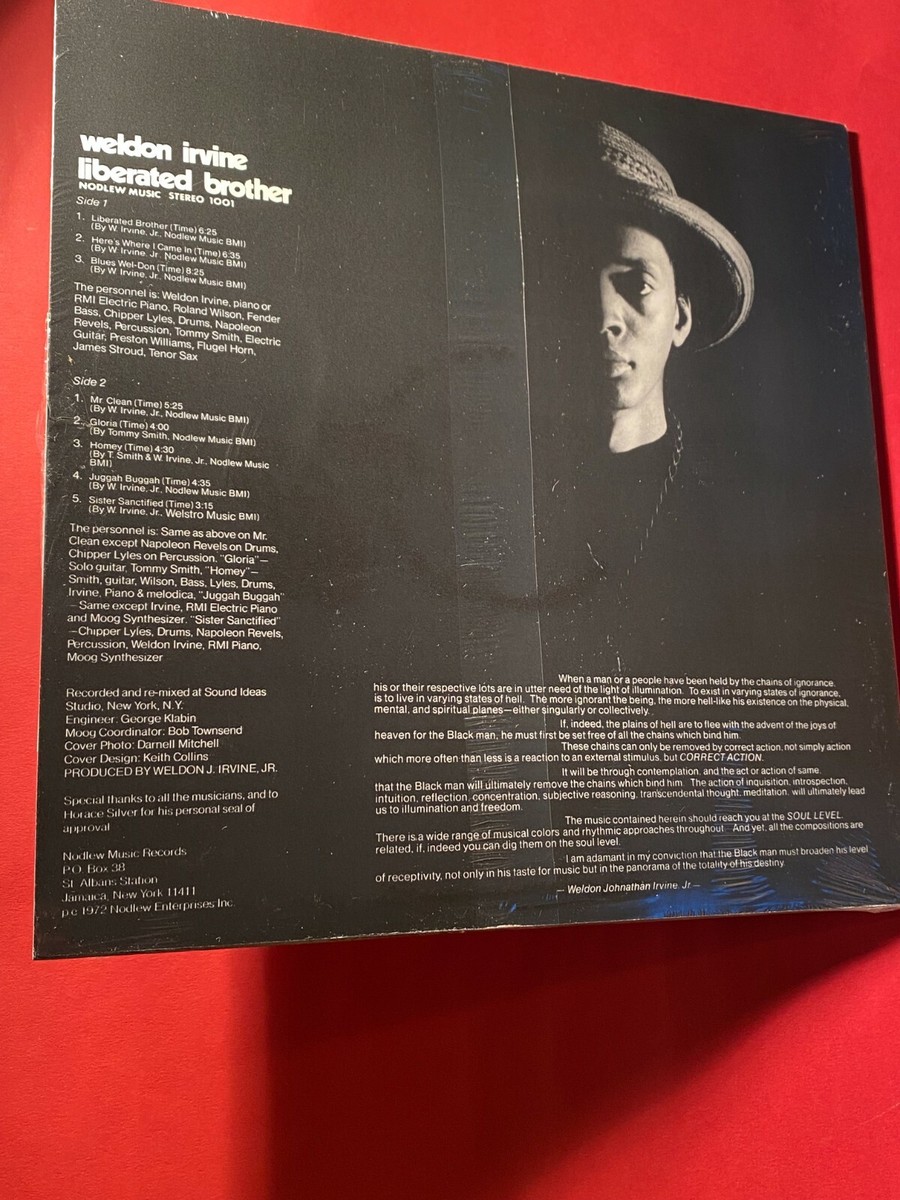 weldon irvine
liberated brother
NODLEW MUSIC STEREO 1001
Side 1
1. Liberated Brother (Time) 6:25
(By W. Irvine, Jr., Nodlew Music BMI)
2. Here's Where I Came In (Time) 6:35
(By W. Irvine, Jr. Nodlew Music BMI)
3. Blues Wel-Don (Time) 8:25
(By W. Irvine, Jr., Nodlew Music BMI)
The personnel is: Weldon Irvine, piano or
RMI Electric Piano, Roland Wilson, Fender
Bass, Chipper Lyles, Drums, Napoleon
Revels, Percussion, Tommy Smith, Electric
Guitar, Preston Williams, Flugel Horn,
James Stroud, Tenor Sax
Side 2
1. Mr. Clean (Time) 5:25
(By W. Irvine, Jr., Nodlew Music BMI)
2. Gloria (Time) 4:00
(By Tommy Smith, Nodlew Music BMI)
3. Homey (Time) 4:30
(By T. Smith & W. Irvine, Jr., Nodlew Music
BMI)
4. Juggah Buggah (Time) 4:35
(By W. Irvine, Jr., Nodlew Music BMI)
5. Sister Sanctified (Time) 3:15
(By W. Irvine, Jr., Welstro Music BMI)
The personnel is: Same as above on Mr.
Clean except Napoleon Revels on Drums,
Chipper Lyles on Percussion. "Gloria"—
Solo guitar, Tommy Smith, "Homey"—
Smith, guitar, Wilson, Bass, Lyles, Drums,
Irvine, Piano & melodica, "Juggah Buggah"
—Same except Irvine, RMI Electric Piano
and Moog Synthesizer. "Sister Sanctified"
—Chipper Lyles, Drums, Napoleon Revels,
Percussion, Weldon Irvine, RMI Piano,
Moog Synthesizer
Recorded and re-mixed at Sound Ideas
Studio, New York, N.Y.
Engineer: George Klabin
Moog Coordinator: Bob Townsend
Cover Photo: Darnell Mitchell
Cover Design: Keith Collins
PRODUCED BY WELDON J. IRVINE, JR.
Special thanks to all the musicians, and to
Horace Silver for his personal seal of
approval
Nodlew Music Records
P.O. Box 38
St. Albans Station
Jamaica, New York 11411
p.c 1972 Nodlew Enterprises Inc.
When a man or a people have been held by the chains of ignorance,
his or their respective lots are in utter need of the light of illumination. To exist in varying states of ignorance,
is to live in varying states of hell. The more ignorant the being, the more hell-like his existence on the physical,
mental, and spiritual planes—either singularly or collectively.
If, indeed, the plains of hell are to flee with the advent of the joys of
heaven for the Black man, he must first be set free of all the chains which bind him.
These chains can only be removed by correct action, not simply action
which more often than less is a reaction to an external stimulus, but CORRECT ACTION.
It will be through contemplation, and the act or action of same,
that the Black man will ultimately remove the chains which bind him. The action of inquisition, introspection,
intuition, reflection, concentration, subjective reasoning, transcendental thought, meditation, will ultimately lead
us to illumination and freedom.
The music contained herein should reach you at the SOUL LEVEL.
There is a wide range of musical colors and rhythmic approaches throughout. And yet, all the compositions are
related, if, indeed you can dig them on the soul level.
I am adamant in my conviction that the Black man must broaden his level
of receptivity, not only in his taste for music but in the panorama of the totality of his destiny.
— Weldon Johnathan Irvine, Jr —